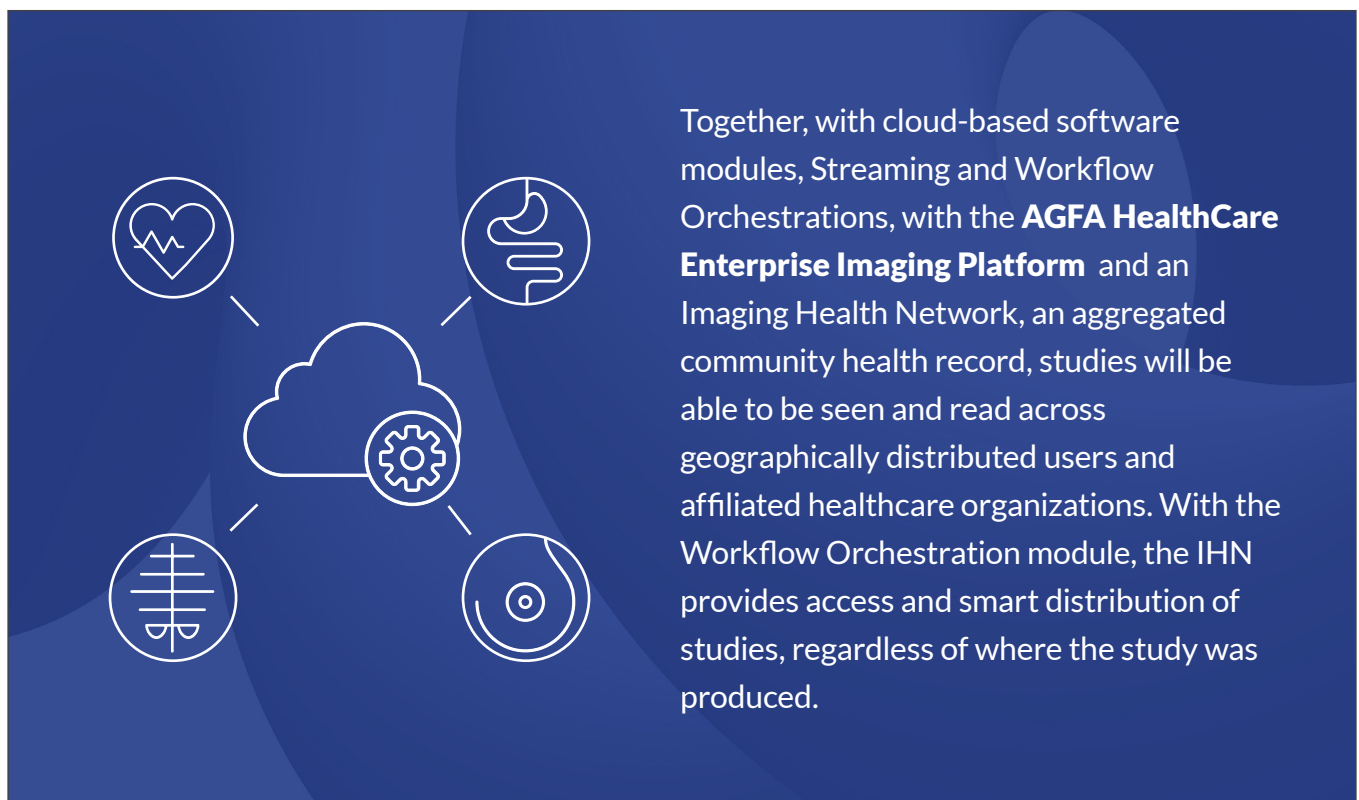 Together, with cloud-based software
modules, Streaming and Workflow
Orchestrations, with the AGFA HealthCare
Enterprise Imaging Platform and an
Imaging Health Network, an aggregated
community health record, studies will be
able to be seen and read across
geographically distributed users and
affiliated healthcare organizations. With the
Workflow Orchestration module, the IHN
provides access and smart distribution of
studies, regardless of where the study was
produced.